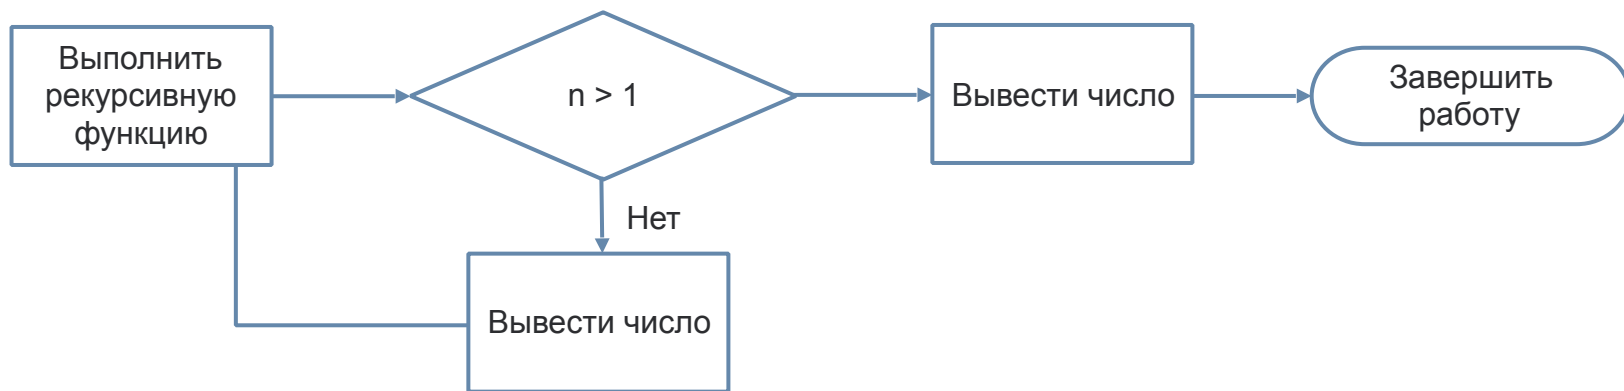 Выполнить
рекурсивную
функцию
n > 1
Вывести число
Завершить
работу
Нет
Вывести число